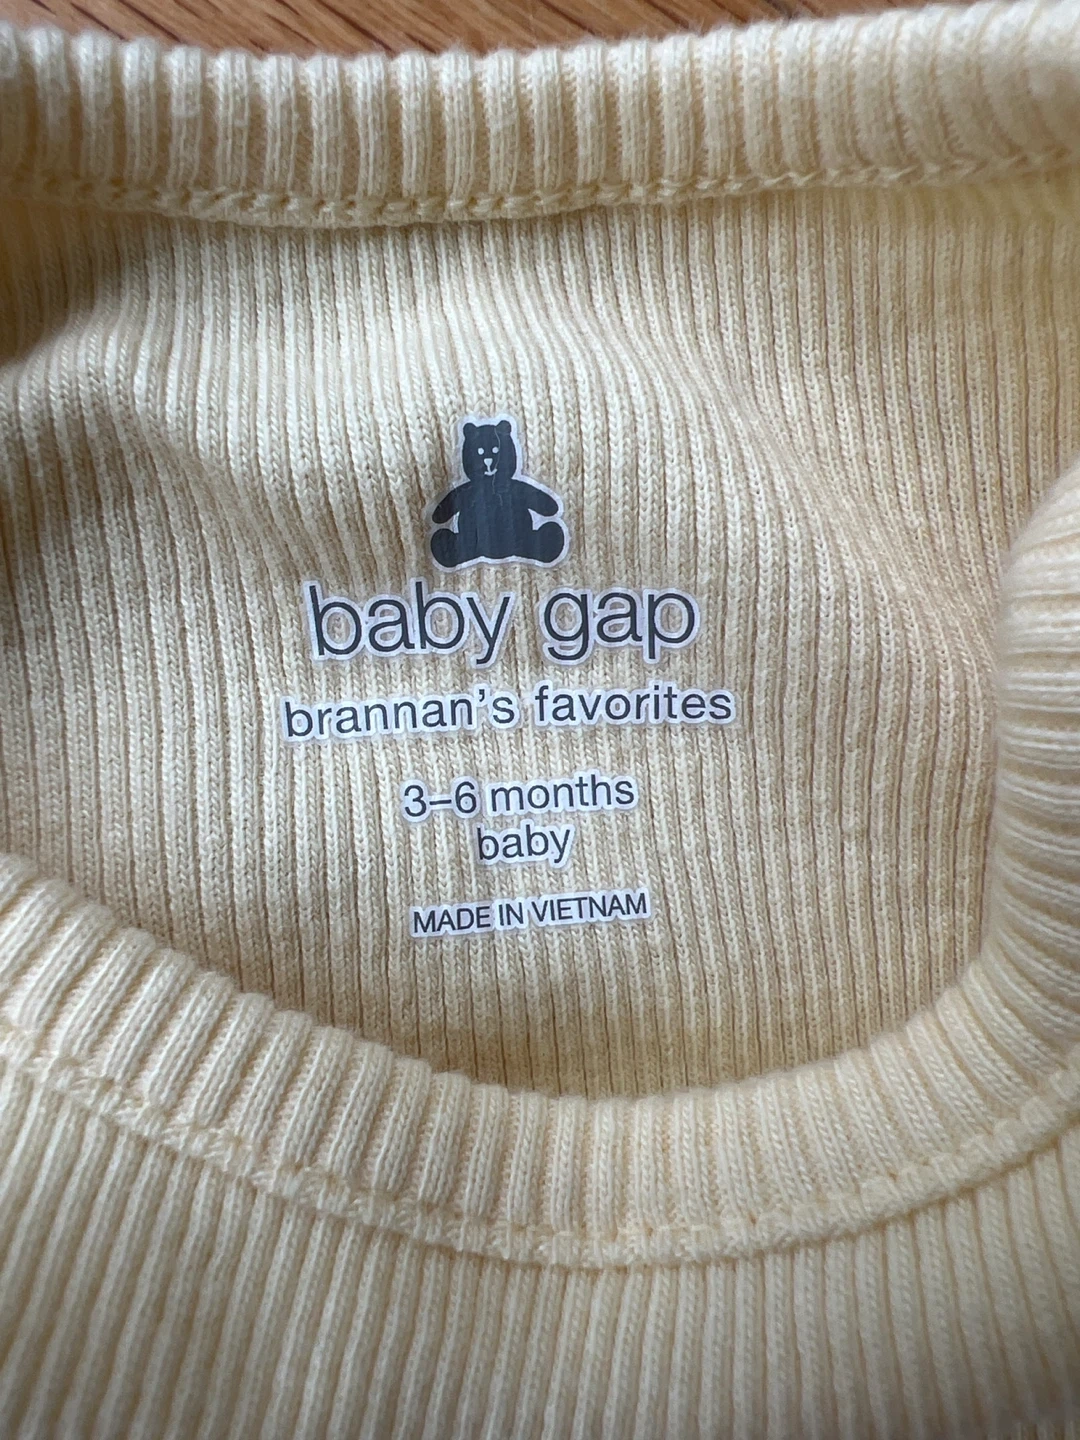 baby gap
brannan’s favorites
3–6 months
baby
MADE IN VIETNAM